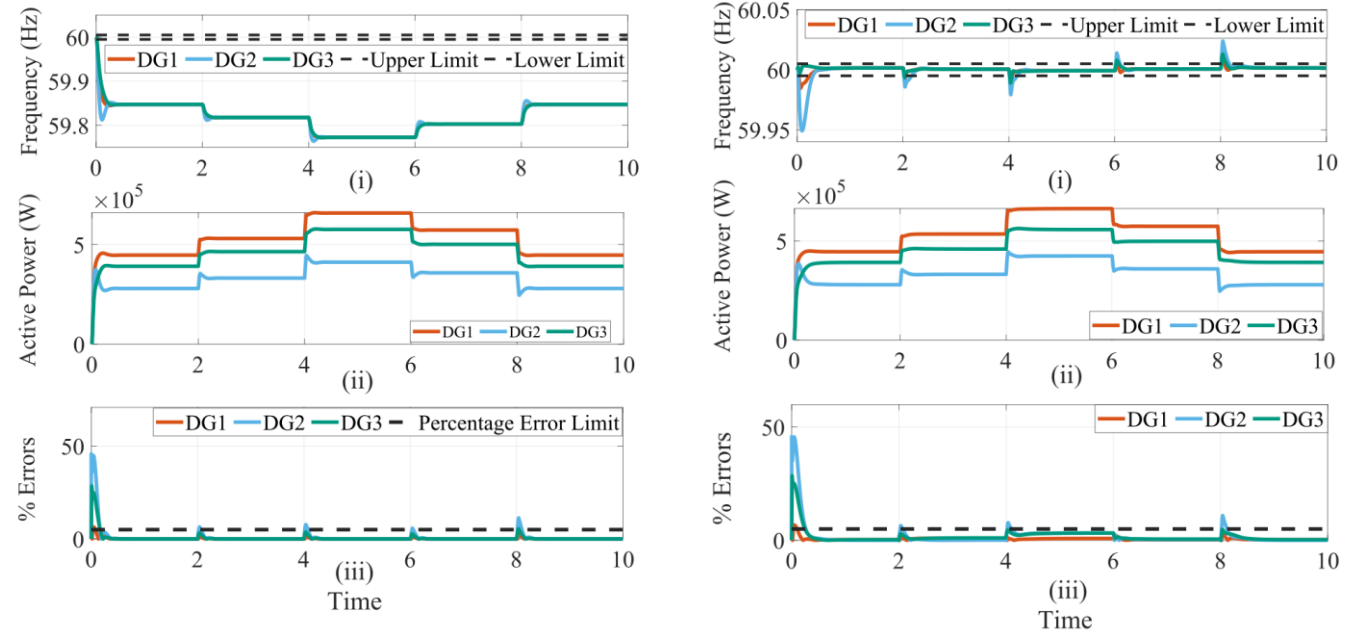 60
DG1 DG2 DG3 Upper Limit Lower Limit
59.9
59.8
Frequency (Hz)
0 2 4 6 8 10
(i)
×10^5
5
0
Active Power (W)
DG1 DG2 DG3
0 2 4 6 8 10
(ii)
DG1 DG2 DG3 Percentage Error Limit
50
0
% Errors
0 2 4 6 8 10
(iii)
Time
60.05
DG1 DG2 DG3 Upper Limit Lower Limit
60
59.95
Frequency (Hz)
0 2 4 6 8 10
(i)
×10^5
5
0
Active Power (W)
DG1 DG2 DG3
0 2 4 6 8 10
(ii)
DG1 DG2 DG3
50
0
% Errors
0 2 4 6 8 10
(iii)
Time